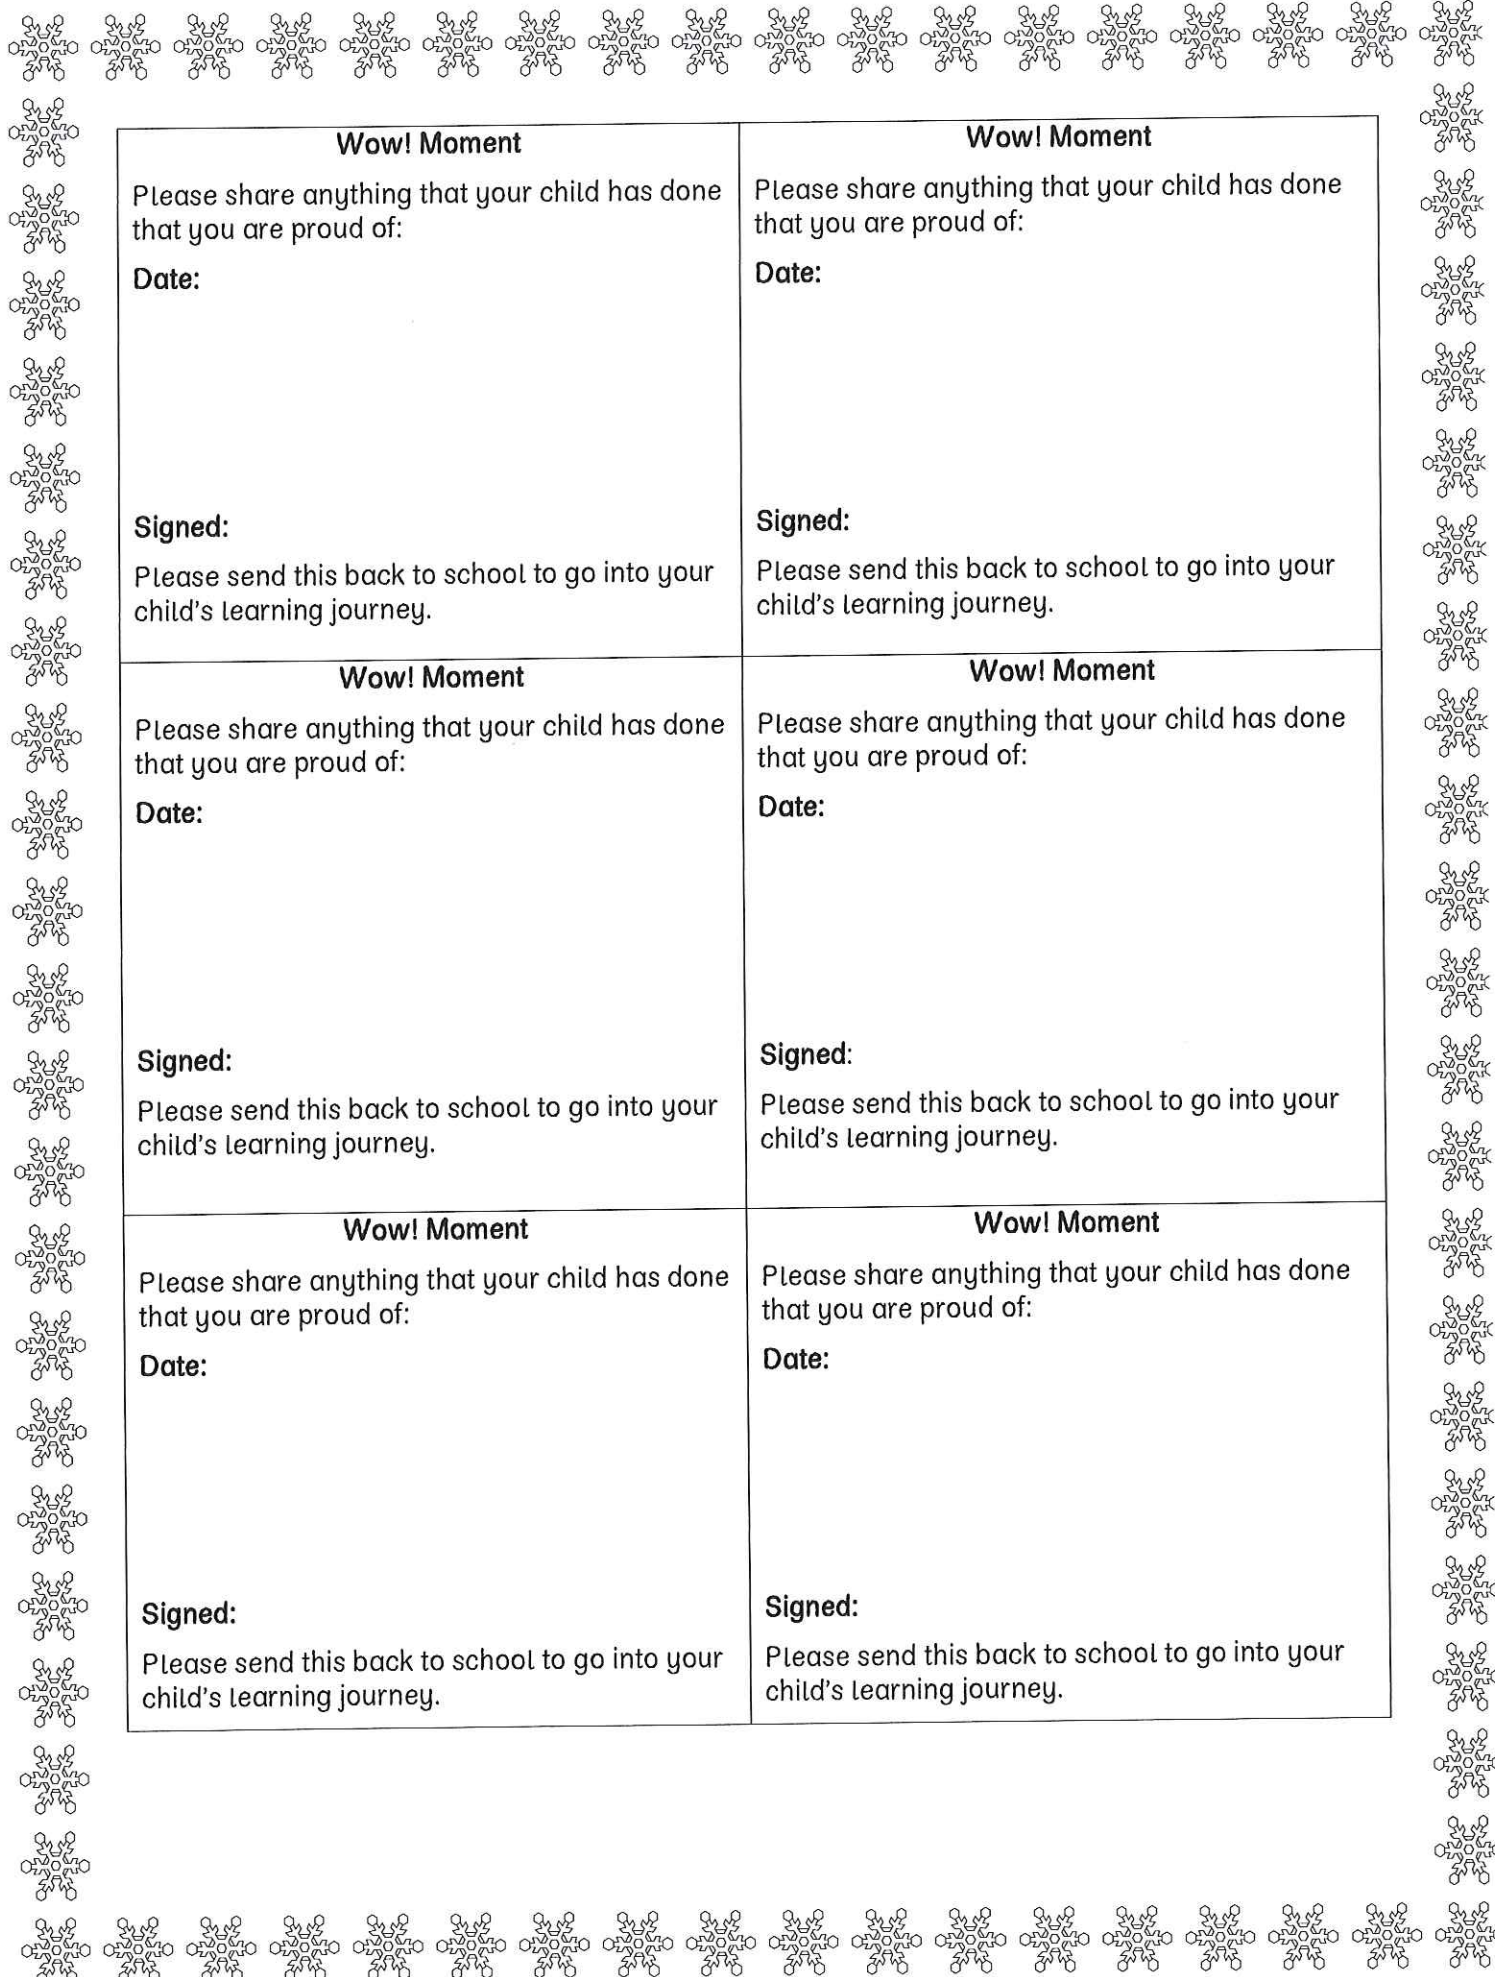 Wow! Moment
Please share anything that your child has done
that you are proud of:
Date:
Signed:
Please send this back to school to go into your
child's learning journey.
Wow! Moment
Please share anything that your child has done
that you are proud of:
Date:
Signed:
Please send this back to school to go into your
child's learning journey.
Wow! Moment
Please share anything that your child has done
that you are proud of:
Date:
Signed:
Please send this back to school to go into your
child's learning journey.
Wow! Moment
Please share anything that your child has done
that you are proud of:
Date:
Signed:
Please send this back to school to go into your
child's learning journey.
Wow! Moment
Please share anything that your child has done
that you are proud of:
Date:
Signed:
Please send this back to school to go into your
child's learning journey.
Wow! Moment
Please share anything that your child has done
that you are proud of:
Date:
Signed:
Please send this back to school to go into your
child's learning journey.